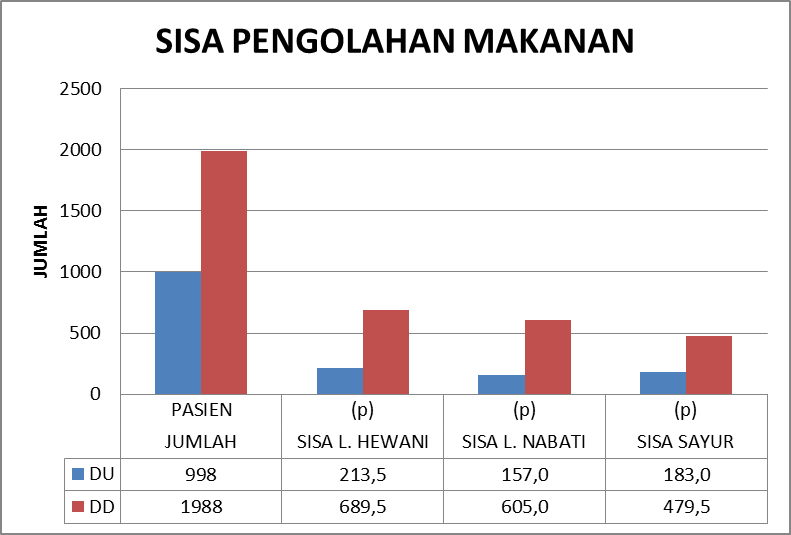 SISA PENGOLAHAN MAKANAN
JUMLAH
2500
2000
1500
1000
500
0
PASIEN (p) (p) (p)
JUMLAH SISA L. HEWANI SISA L. NABATI SISA SAYUR
DU 998 213,5 157,0 183,0
DD 1988 689,5 605,0 479,5